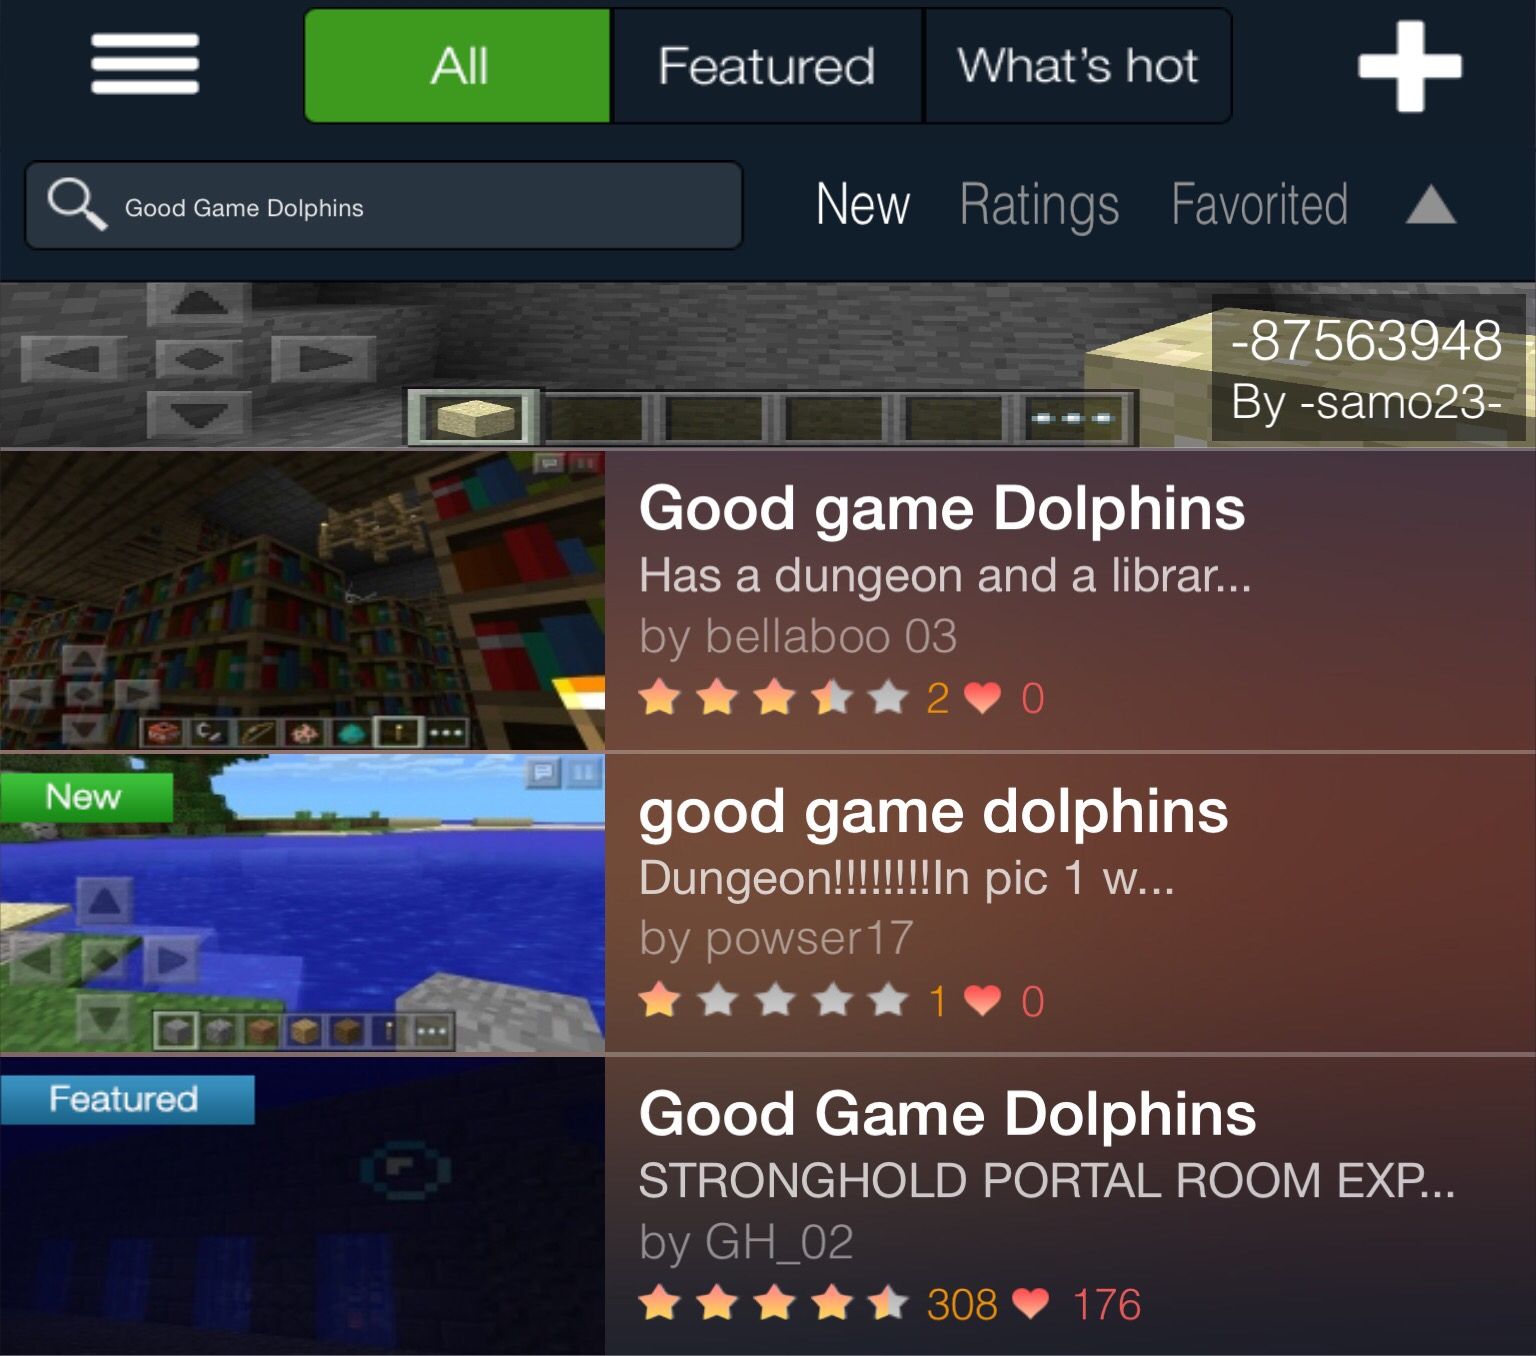 All
Featured
What's hot
Good Game Dolphins
New
Ratings
Favorited
-87563948
By -samo23-
Good game Dolphins
Has a dungeon and a librar...
by bellaboo 03
2
0
New
good game dolphins
Dungeon!!!!!!!!!In pic 1 w...
by powser17
1
0
Featured
Good Game Dolphins
STRONGHOLD PORTAL ROOM EXP...
by GH_02
308
176